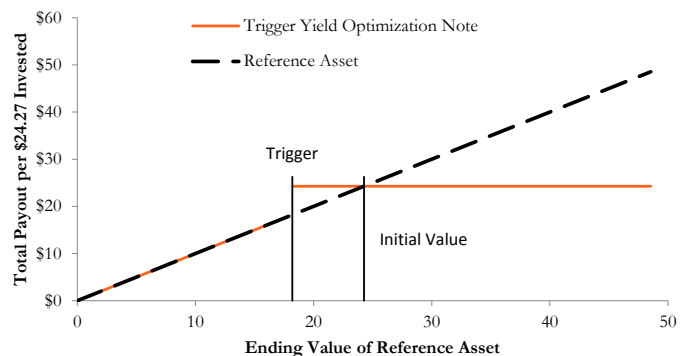 $60
Trigger Yield Optimization Note
$50
Reference Asset
$40
Total Payout per $24.27 Invested
$30
Trigger
$20
Initial Value
$10
$0
0 10 20 30 40 50
Ending Value of Reference Asset